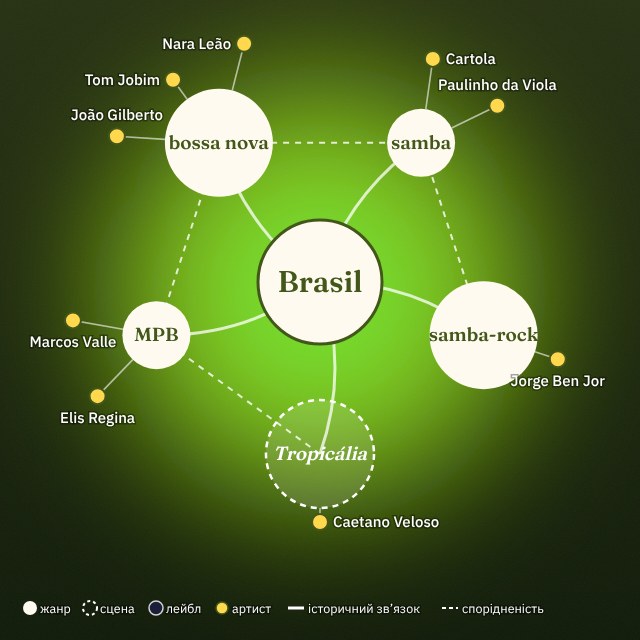 Nara Leão
Cartola
Tom Jobim
Paulinho da Viola
João Gilberto
bossa nova
samba
Brasil
Marcos Valle
MPB
samba-rock
Jorge Ben Jor
Elis Regina
Tropicália
Caetano Veloso
жанр сцена лейбл артист історичний зв’язок спорідненість